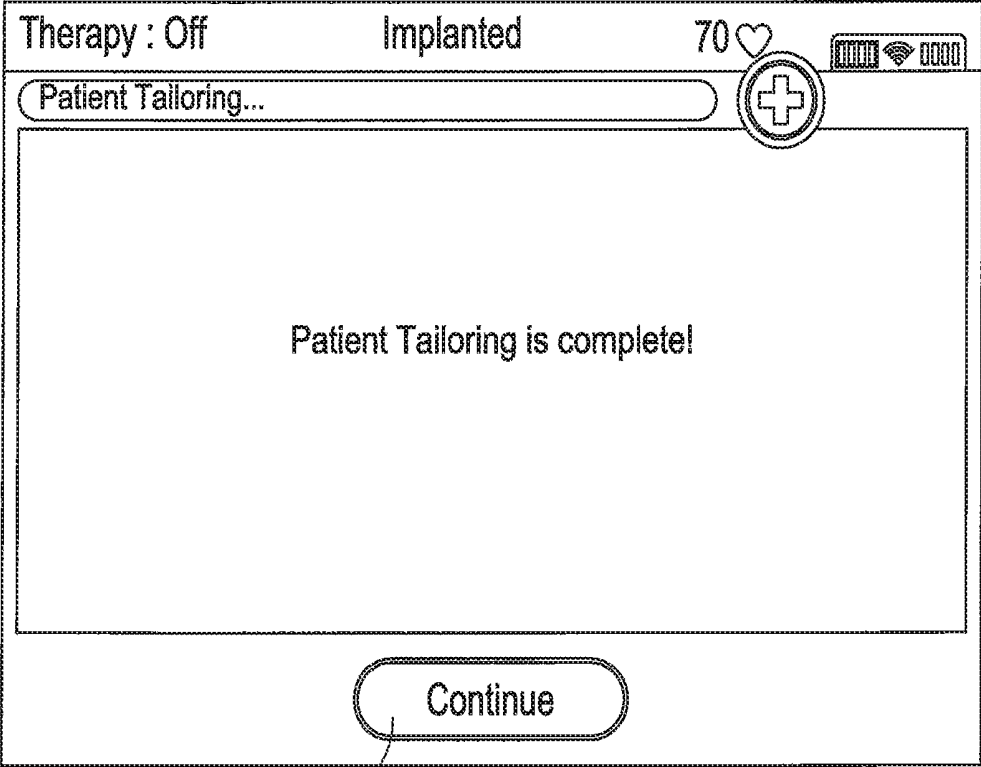 Therapy : Off Implanted 70
Patient Tailoring...
Patient Tailoring is complete!
Continue